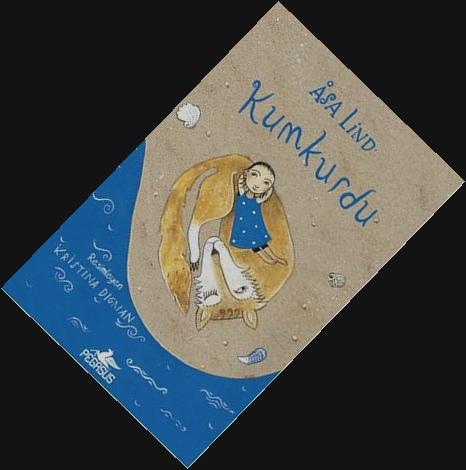 ÅSA LIND
Kumkurdu
Resimleyen
KRISTINA DIGMAN
PEGASUS